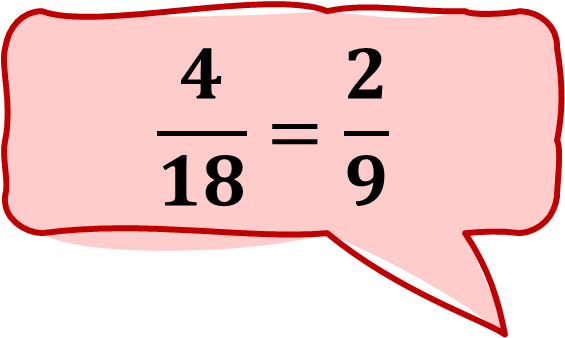 4/18 = 2/9